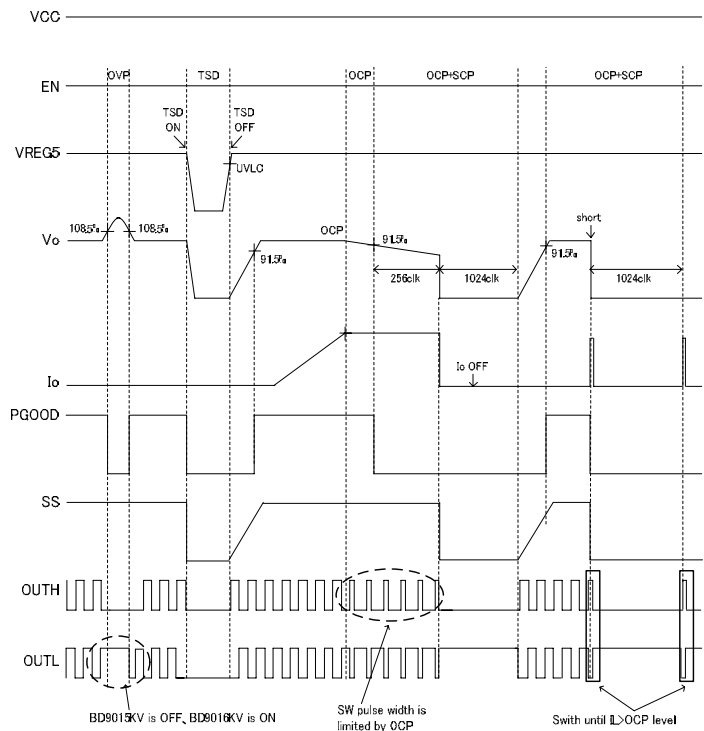 VCC
OVP TSD OCP OCP+SCP OCP+SCP
EN
TSD ON
TSD OFF
VREG5
UVLO
short
108.5%
108.5%
OCP
91.5%
Vo
91.5%
91.5%
256clk
1024clk
1024clk
Io OFF
Io
PGOOD
SS
OUTH
OUTL
BD9015KV is OFF、BD9016KV is ON
SW pulse width is
limited by OCP
Swith until IL>OCP level